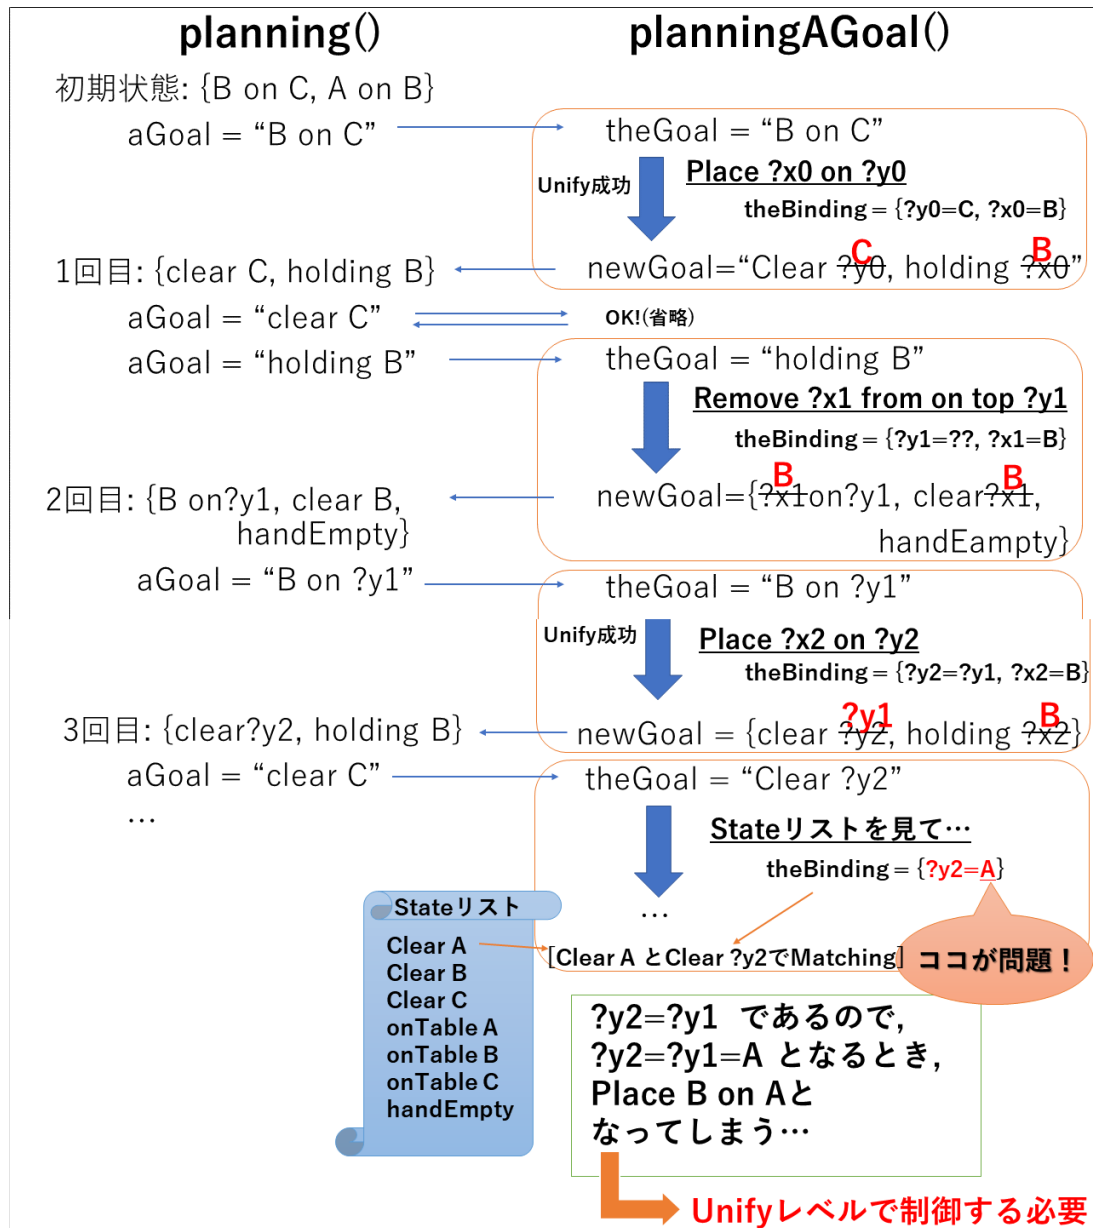 planning()
planningAGoal()
初期状態: {B on C, A on B}
aGoal = “B on C”
theGoal = “B on C”
Unify成功
Place ?x0 on ?y0
theBinding = {?y0=C, ?x0=B}
C
B
1回目: {clear C, holding B}
newGoal=“Clear ?y0, holding ?x0”
aGoal = “clear C”
OK!(省略)
aGoal = “holding B”
theGoal = “holding B”
Remove ?x1 from on top ?y1
theBinding = {?y1=??, ?x1=B}
B
B
2回目: {B on?y1, clear B,
handEmpty}
newGoal={?x1on?y1, clear?x1,
handEampty}
aGoal = “B on ?y1”
theGoal = “B on ?y1”
Unify成功
Place ?x2 on ?y2
theBinding = {?y2=?y1, ?x2=B}
?y1
B
3回目: {clear?y2, holding B}
newGoal = {clear ?y2, holding ?x2}
aGoal = “clear C”
theGoal = “Clear ?y2”
…
Stateリストを見て…
theBinding = {?y2=A}
…
Stateリスト
Clear A
Clear B
Clear C
onTable A
onTable B
onTable C
handEmpty
[Clear A とClear ?y2でMatching]
ココが問題！
?y2=?y1 であるので,
?y2=?y1=A となるとき,
Place B on Aと
なってしまう…
Unifyレベルで制御する必要